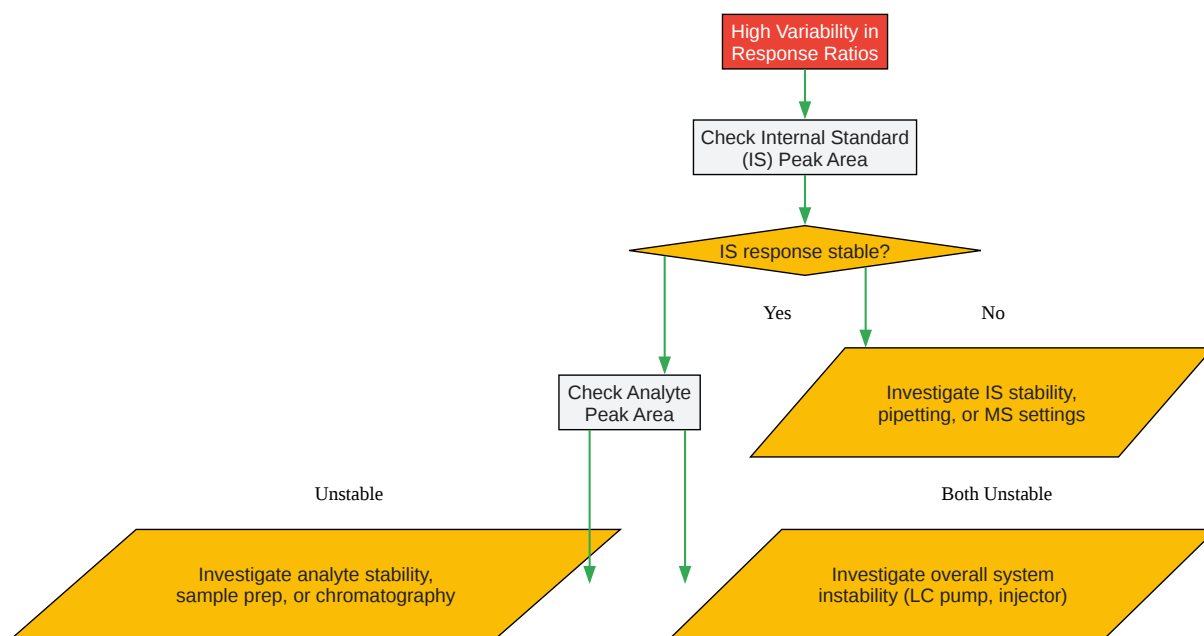 High Variability in
Response Ratios
Check Internal Standard
(IS) Peak Area
IS response stable?
Yes
No
Check Analyte
Peak Area
Investigate IS stability,
pipetting, or MS settings
Unstable
Both Unstable
Investigate analyte stability,
sample prep, or chromatography
Investigate overall system
instability (LC pump, injector)